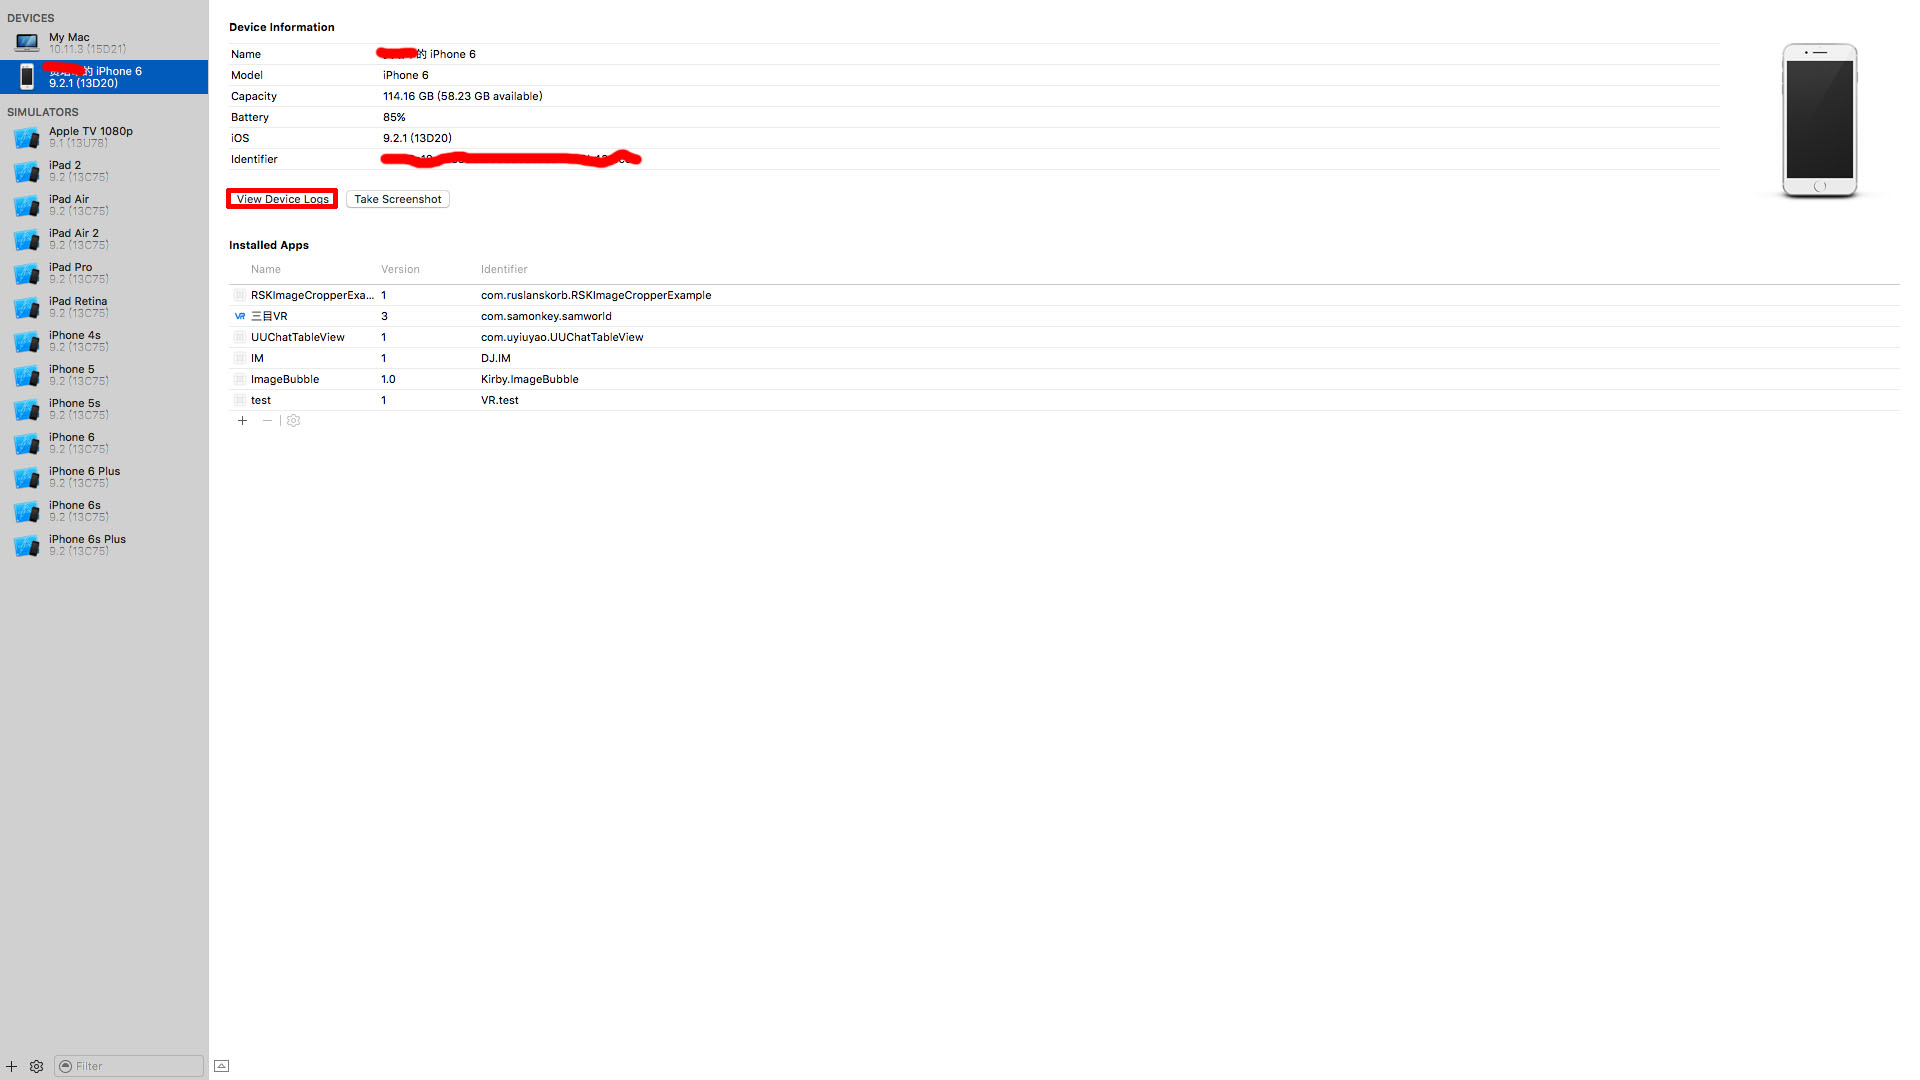 DEVICES
My Mac
10.11.3 (15D21)
的 iPhone 6
9.2.1 (13D20)
SIMULATORS
Apple TV 1080p
9.1 (13U78)
iPad 2
9.2 (13C75)
iPad Air
9.2 (13C75)
iPad Air 2
9.2 (13C75)
iPad Pro
9.2 (13C75)
iPad Retina
9.2 (13C75)
iPhone 4s
9.2 (13C75)
iPhone 5
9.2 (13C75)
iPhone 5s
9.2 (13C75)
iPhone 6
9.2 (13C75)
iPhone 6 Plus
9.2 (13C75)
iPhone 6s
9.2 (13C75)
iPhone 6s Plus
9.2 (13C75)
Filter
Device Information
Name 的 iPhone 6
Model iPhone 6
Capacity 114.16 GB (58.23 GB available)
Battery 85%
iOS 9.2.1 (13D20)
Identifier
View Device Logs Take Screenshot
Installed Apps
Name Version Identifier
RSKImageCropperExa... 1 com.ruslanskorb.RSKImageCropperExample
VR 三目VR 3 com.samonkey.samworld
UUChatTableView 1 com.uyiuyao.UUChatTableView
IM 1 DJ.IM
ImageBubble 1.0 Kirby.ImageBubble
test 1 VR.test